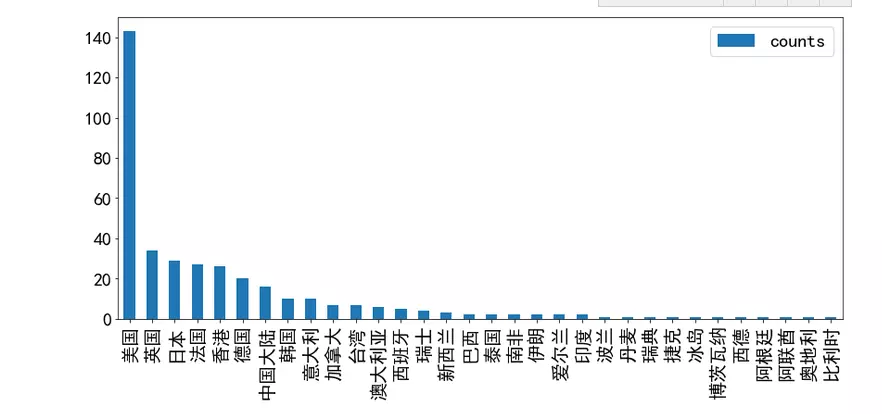 140
120
100
80
60
40
20
0
counts
美国
英国
日本
法国
香港
德国
中国大陆
韩国
意大利
加拿大
台湾
澳大利亚
西班牙
瑞士
新西兰
巴西
泰国
南非
伊朗
爱尔兰
印度
波兰
丹麦
瑞典
捷克
冰岛
博茨瓦纳
西德
阿根廷
阿联酋
奥地利
比利时